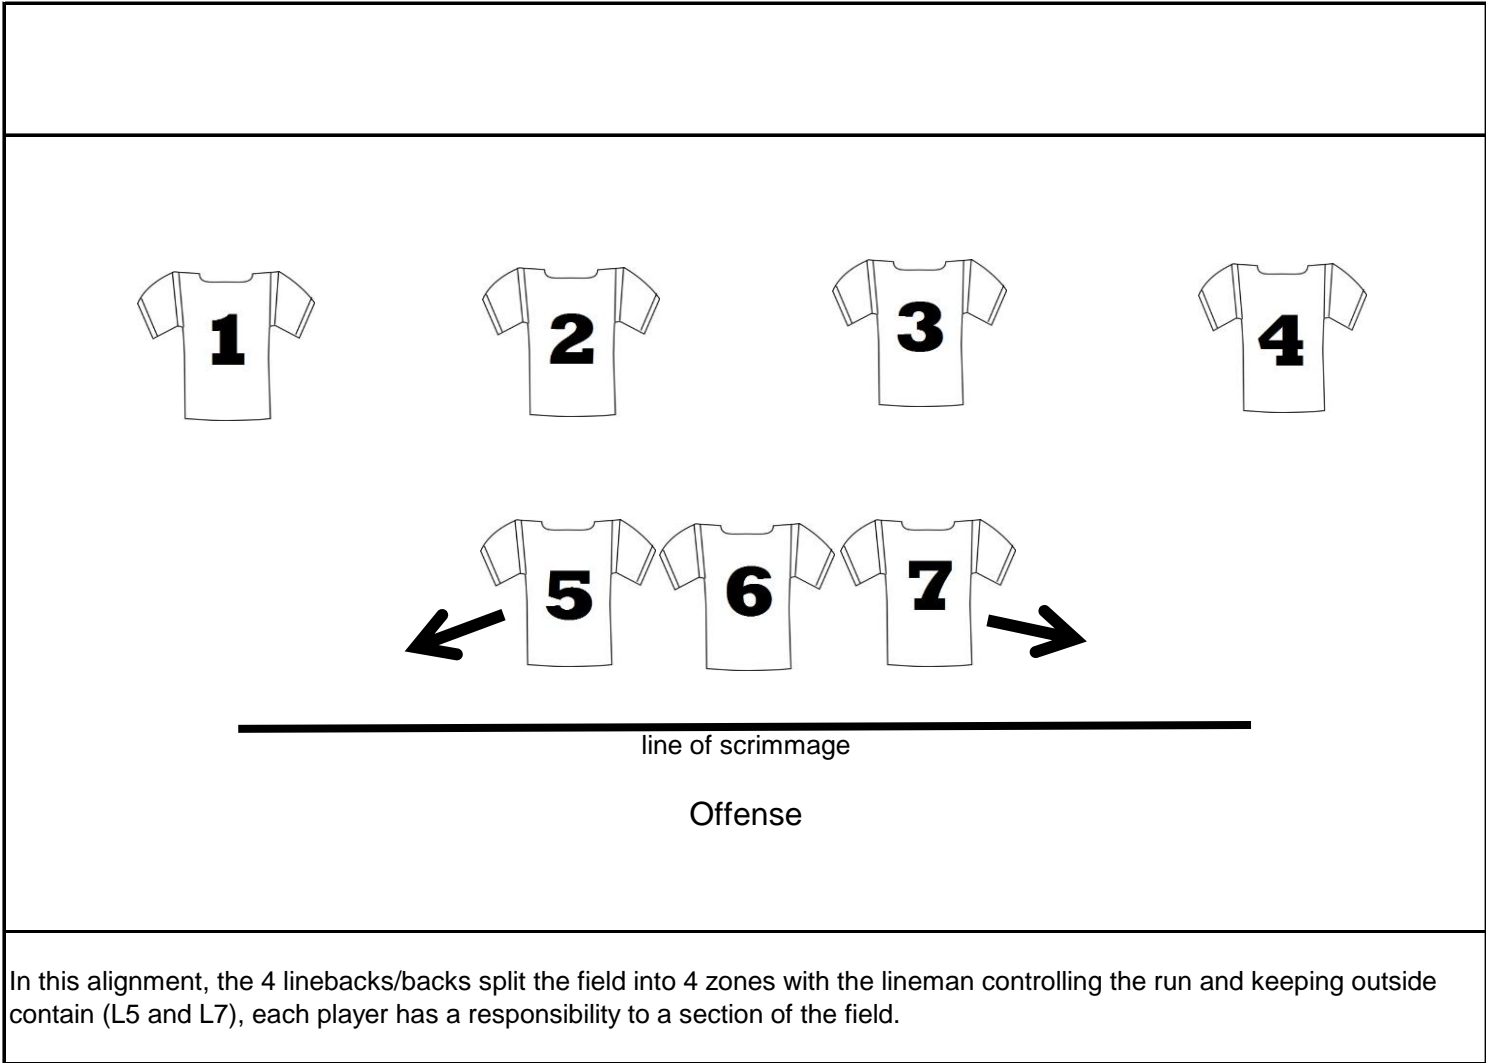 1 2 3 4
5 6 7
line of scrimmage
Offense
In this alignment, the 4 linebacks/backs split the field into 4 zones with the lineman controlling the run and keeping outside
contain (L5 and L7), each player has a responsibility to a section of the field.